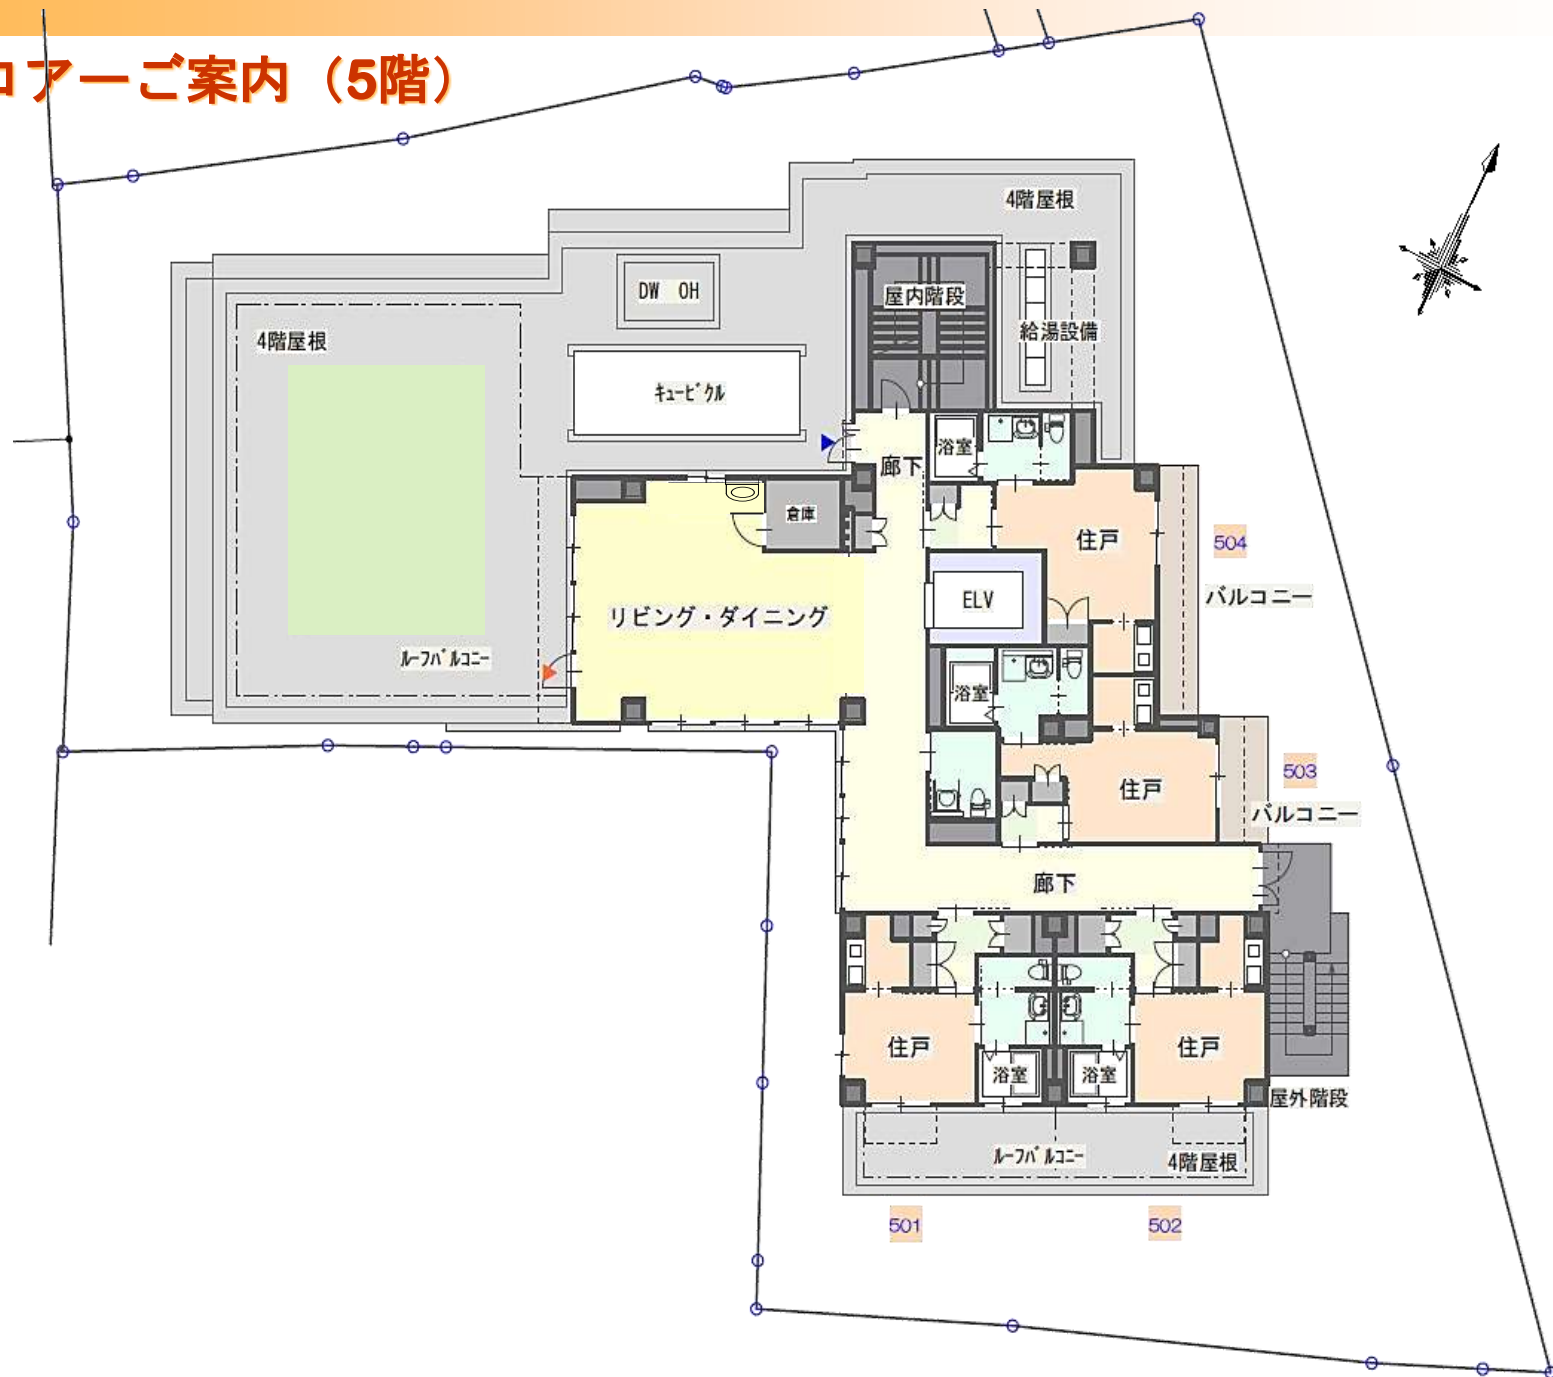 ロアーご案内（5階）
4階屋根
屋内階段
DW OH
給湯設備
4階屋根
ｷｭｰﾋﾞｸﾙ
浴室
廊下
倉庫
住戸
504
バルコニー
ELV
リビング・ダイニング
ﾙｰﾌﾊﾞﾙｺﾆｰ
浴室
503
住戸
バルコニー
廊下
住戸
住戸
浴室
浴室
屋外階段
ﾙｰﾌﾊﾞﾙｺﾆｰ
4階屋根
501
502